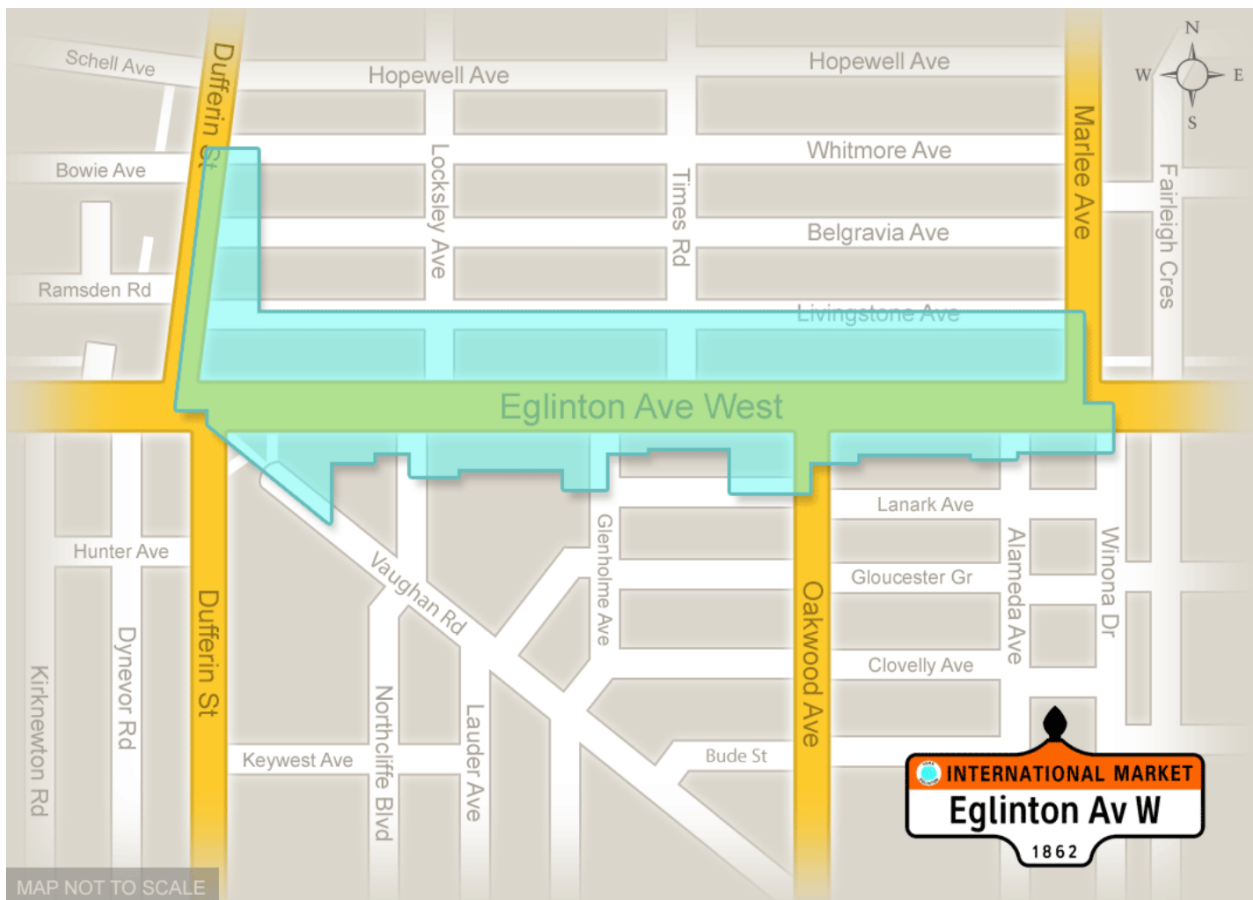 N
W
E
S
Schell Ave
Dufferin St
Hopewell Ave
Hopewell Ave
Marlee Ave
Whitmore Ave
Bowie Ave
Locksley Ave
Times Rd
Fairleigh Cres
Belgravia Ave
Ramsden Rd
Livingstone Ave
Eglinton Ave West
Lanark Ave
Glenholme Ave
Hunter Ave
Vaughan Rd
Alameda Ave
Winona Dr
Gloucester Gr
Dufferin St
Oakwood Ave
Dynevor Rd
Clovelly Ave
Kirknewton Rd
Northcliffe Blvd
Lauder Ave
Keywest Ave
Bude St
INTERNATIONAL MARKET
Eglinton Av W
1862
MAP NOT TO SCALE